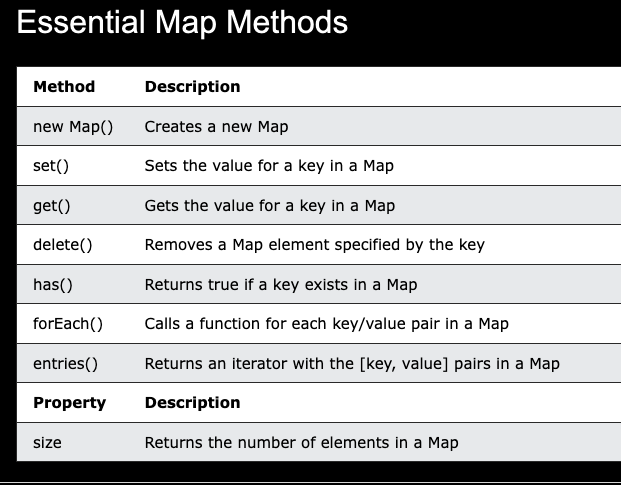 Essential Map Methods
Method Description
new Map() Creates a new Map
set() Sets the value for a key in a Map
get() Gets the value for a key in a Map
delete() Removes a Map element specified by the key
has() Returns true if a key exists in a Map
forEach() Calls a function for each key/value pair in a Map
entries() Returns an iterator with the [key, value] pairs in a Map
Property Description
size Returns the number of elements in a Map